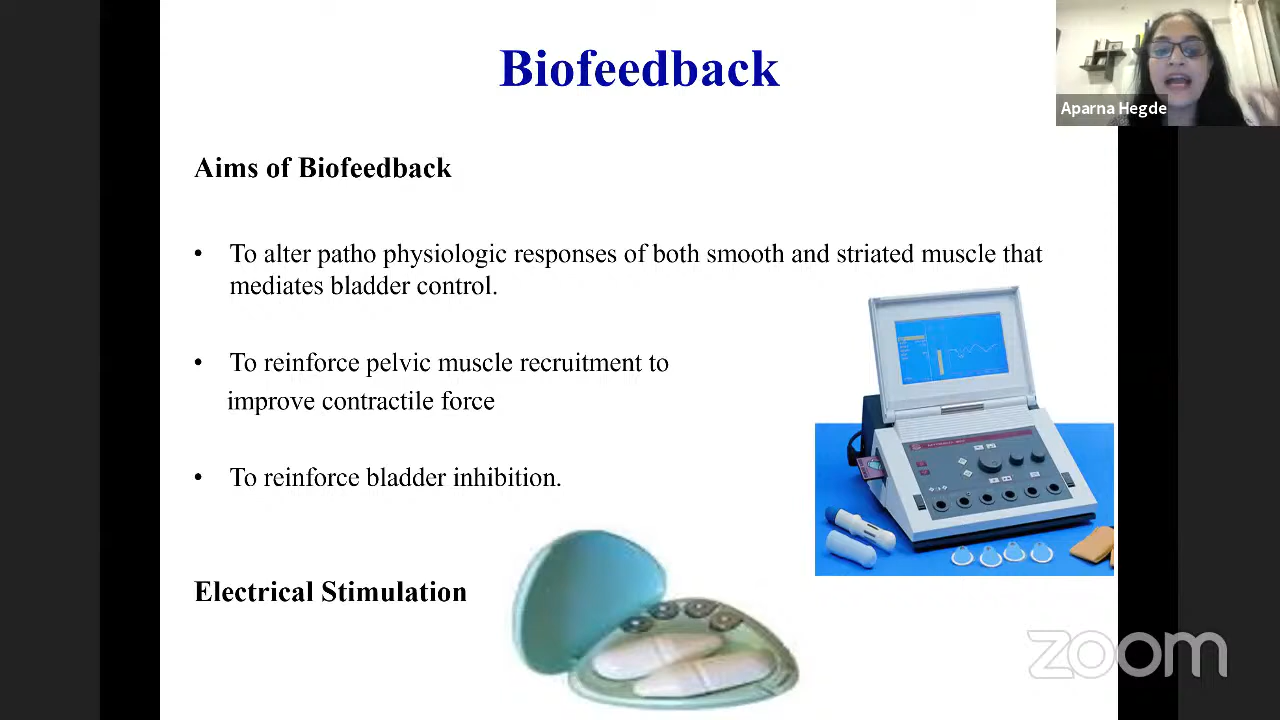 Biofeedback
Aparna Hegde
Aims of Biofeedback
• To alter patho physiologic responses of both smooth and striated muscle that
mediates bladder control.
• To reinforce pelvic muscle recruitment to
improve contractile force
• To reinforce bladder inhibition.
Electrical Stimulation
zoom